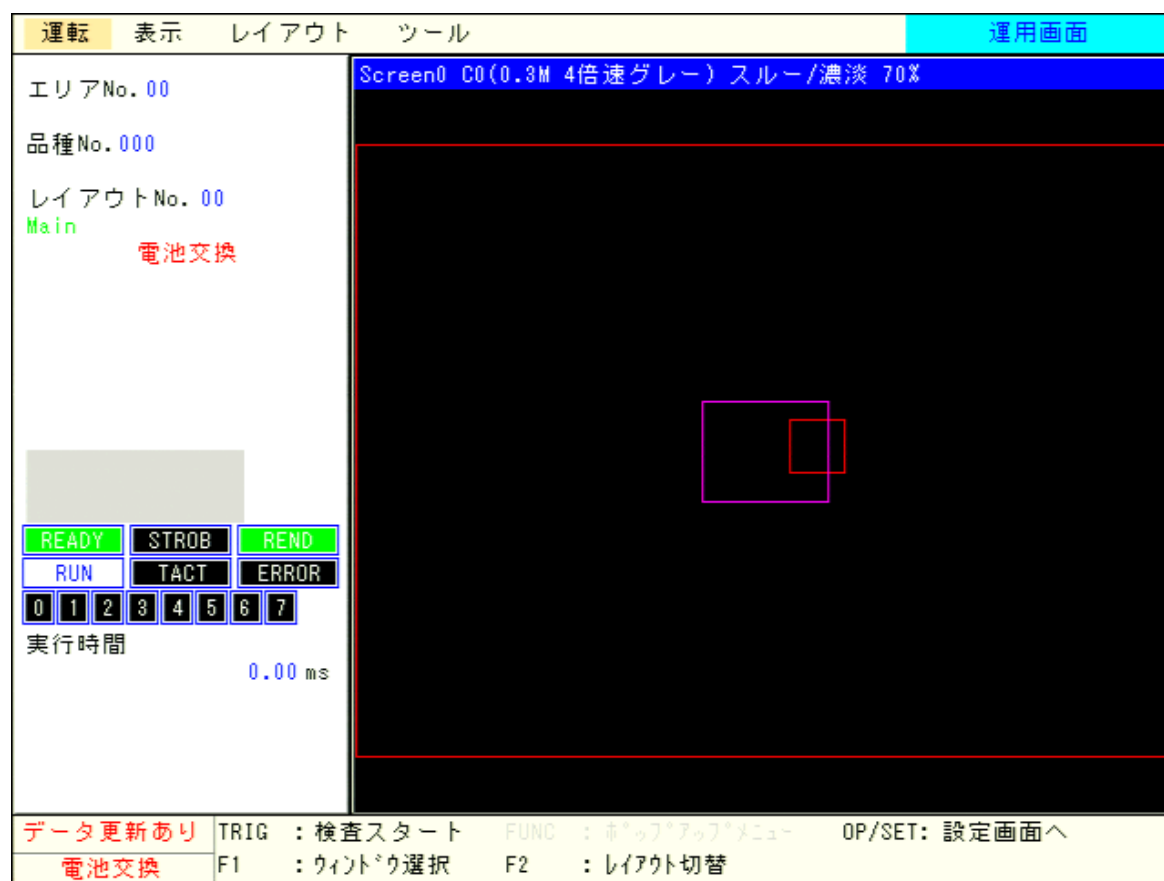 運転 表示 レイアウト ツール 運用画面
Screen0 C0(0.3M 4倍速グレー) スルー/濃淡 70%
エリアNo.00
品種No.000
レイアウトNo.00
Main
電池交換
READY STROB REND
RUN TACT ERROR
0 1 2 3 4 5 6 7
実行時間
0.00 ms
データ更新あり TRIG :検査スタート FUNC :ﾎﾟｯﾌﾟｱｯﾌﾟﾒﾆｭｰ OP/SET:設定画面へ
電池交換 F1 :ｳｨﾝﾄﾞｳ選択 F2 :ﾚｲｱｳﾄ切替